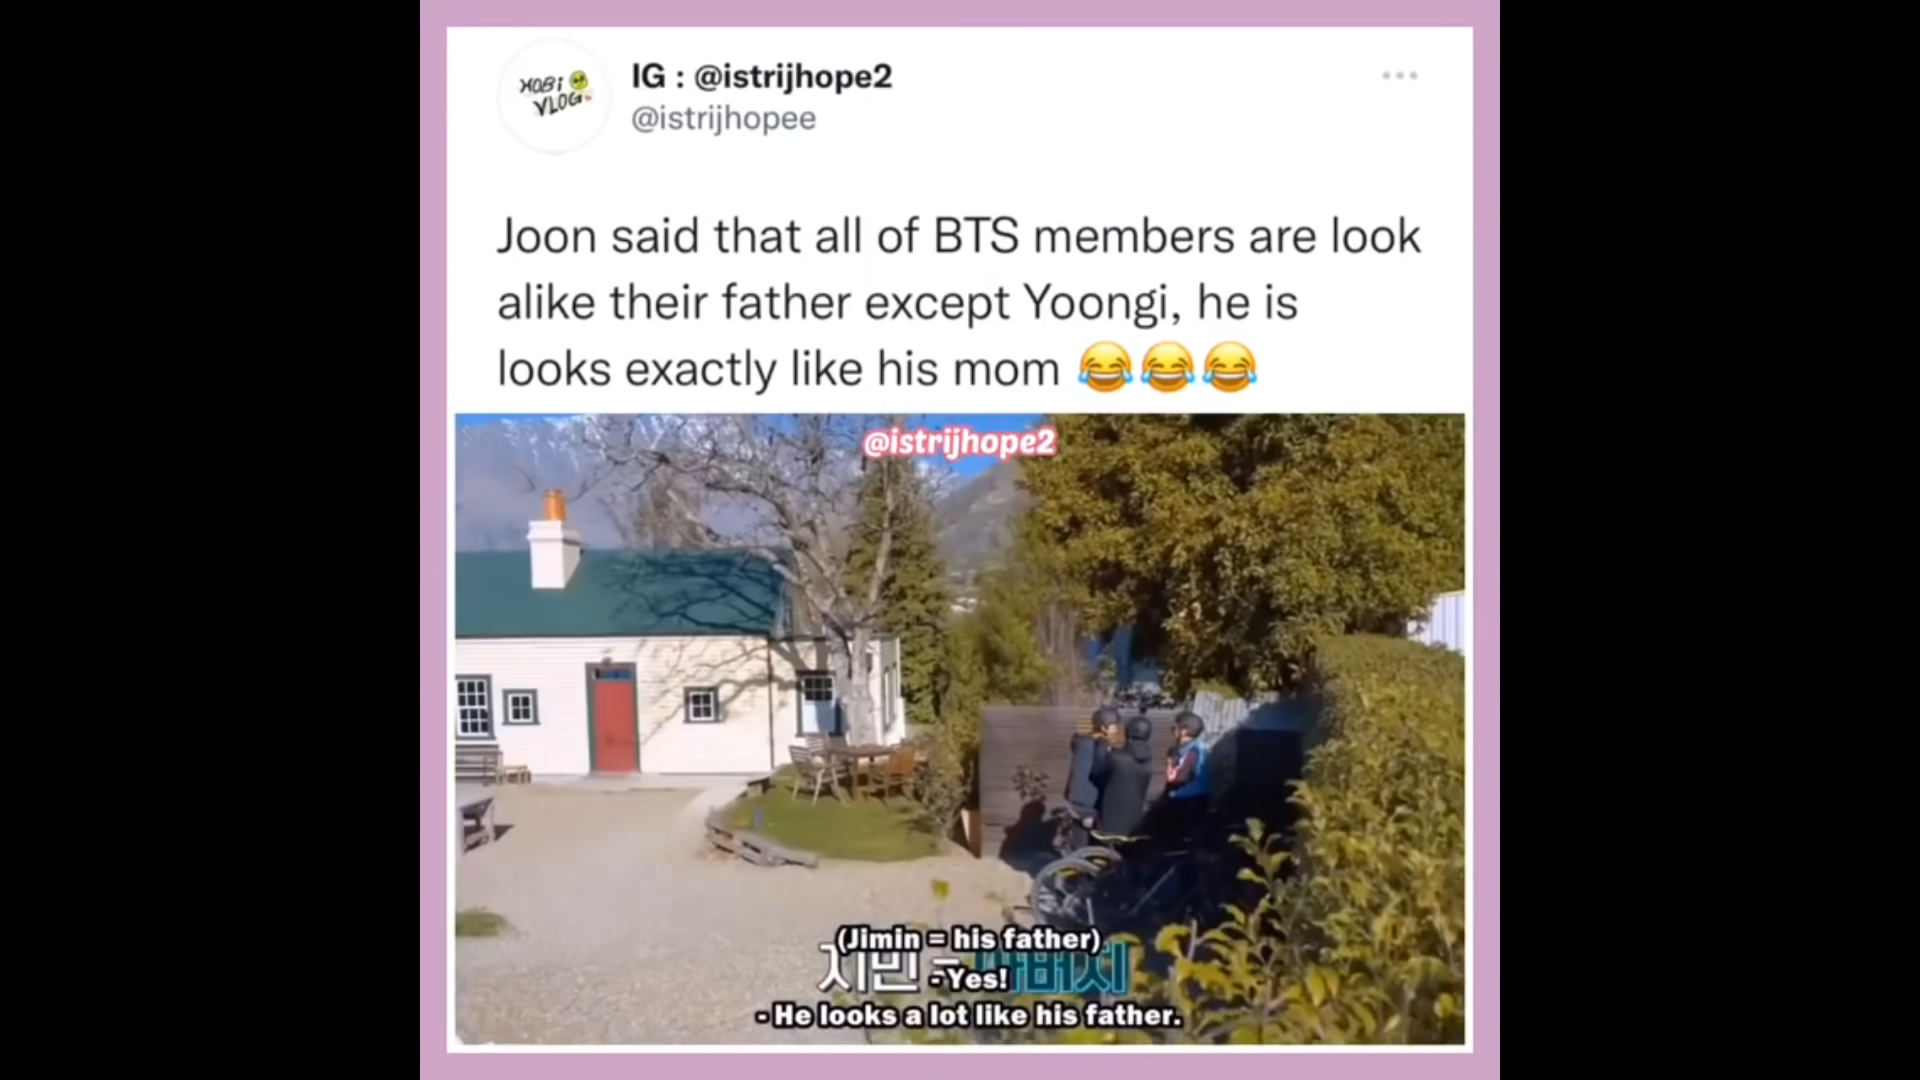 HOBi
VLOG
IG : @istrijhope2
@istrijhopee
Joon said that all of BTS members are look
alike their father except Yoongi, he is
looks exactly like his mom 😂😂😂
@istrijhope2
(Jimin = his father)
지민 = 아버지
- Yes!
- He looks a lot like his father.